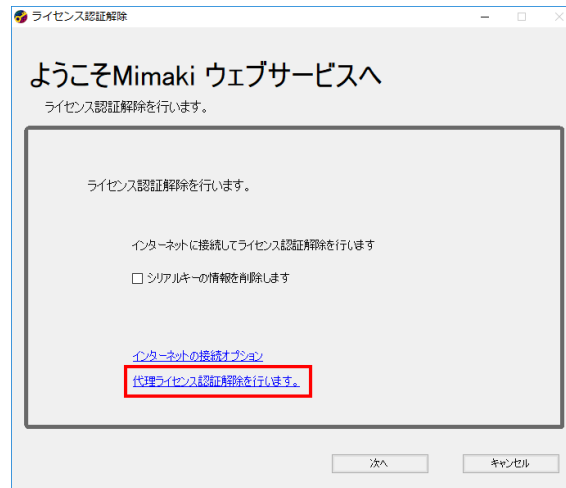 ライセンス認証解除
ようこそMimaki ウェブサービスへ
ライセンス認証解除を行います。
ライセンス認証解除を行います。
インターネットに接続してライセンス認証解除を行います
シリアルキーの情報を削除します
インターネットの接続オプション
代理ライセンス認証解除を行います。
次へ
キャンセル